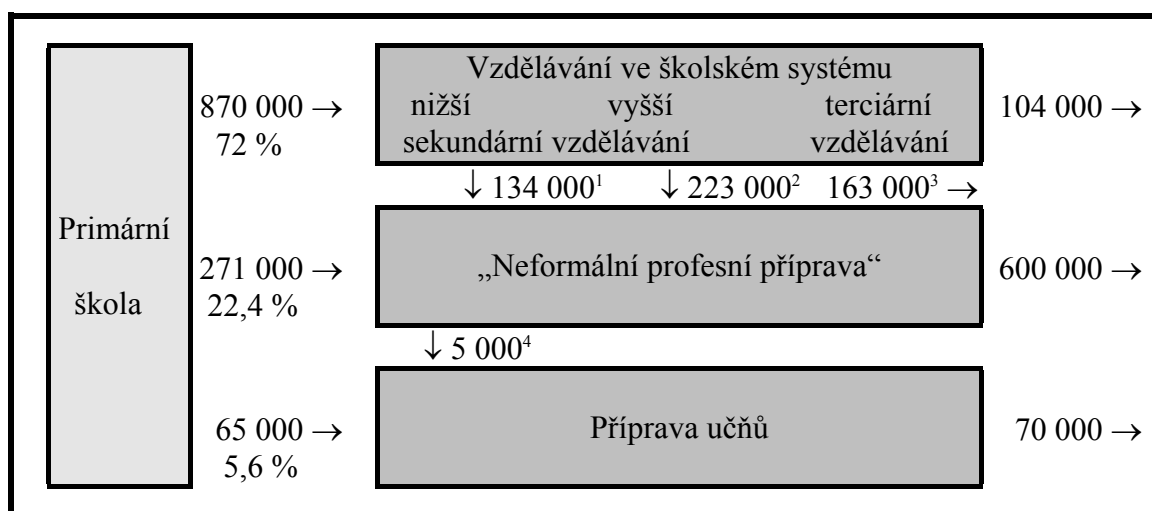 Vzdělávání ve školském systému
870 000 →
nižší vyšší terciární
104 000 →
72 %
sekundární vzdělávání vzdělávání
↓ 134 000¹ ↓ 223 000² 163 000³ →
Primární
škola
271 000 →
„Neformální profesní příprava“
600 000 →
22,4 %
↓ 5 000⁴
65 000 →
Příprava učňů
70 000 →
5,6 %